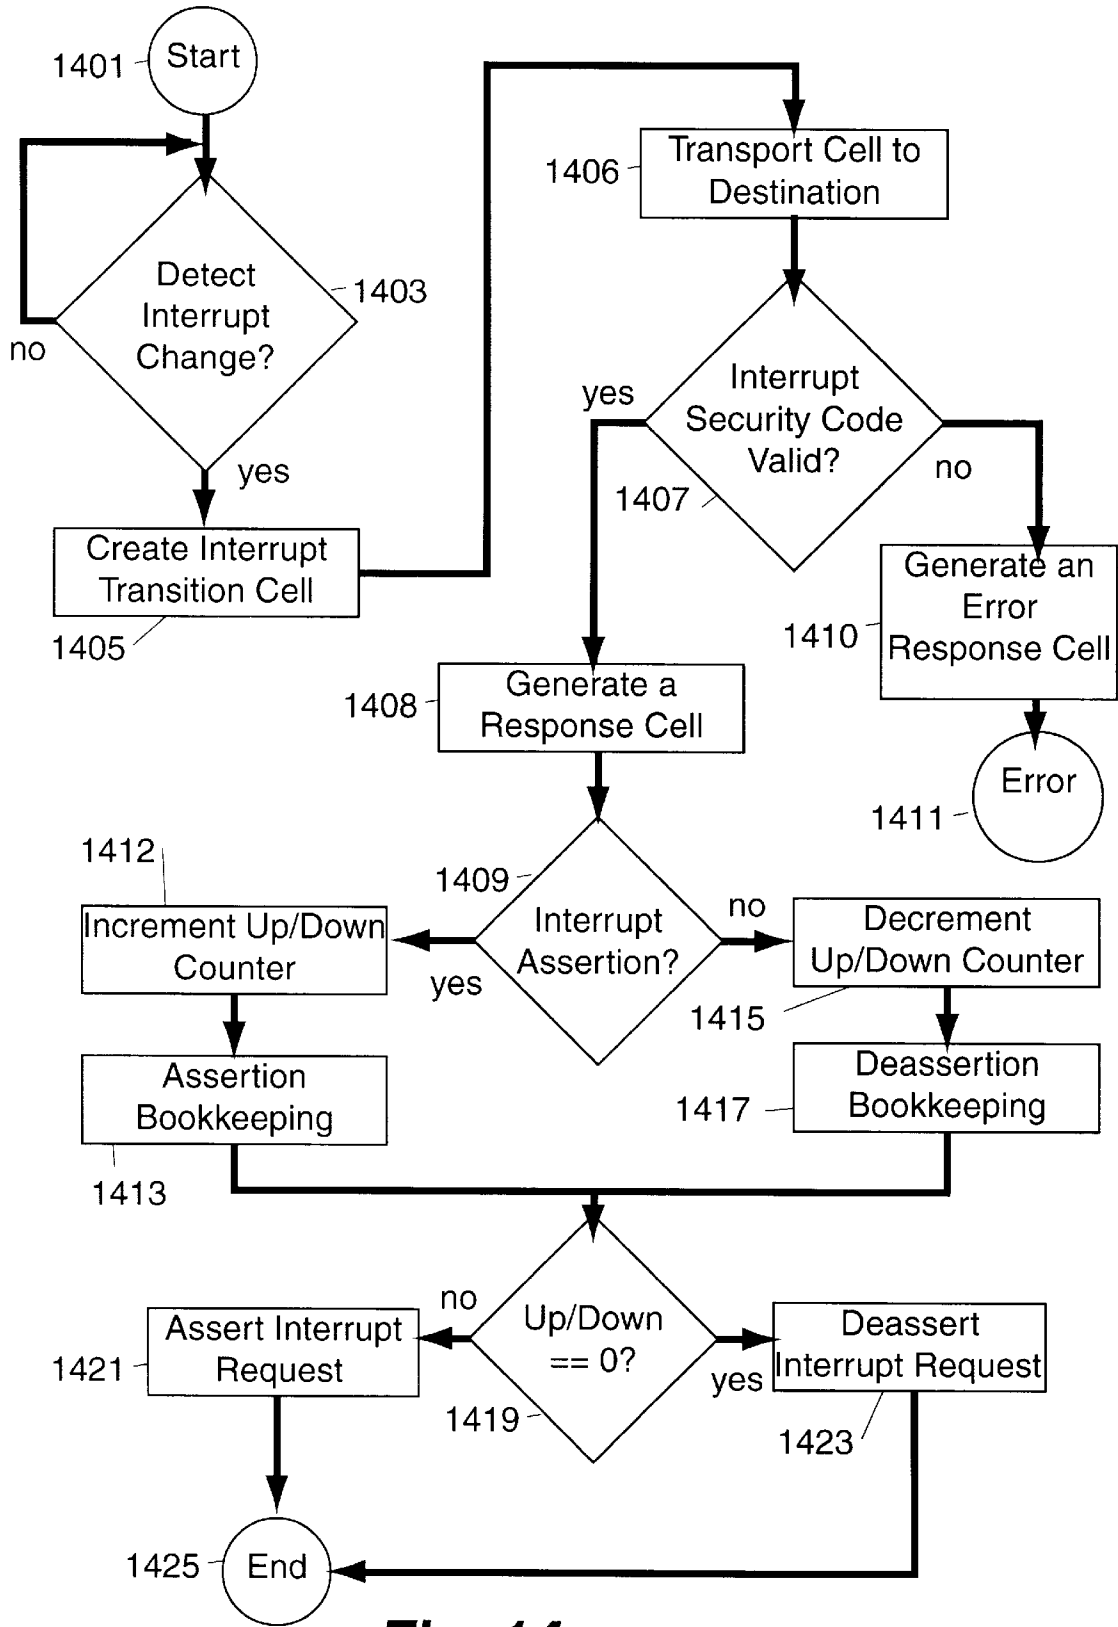 1401
Start
Detect
Interrupt
Change?
1403
no
yes
Create Interrupt
Transition Cell
1405
Transport Cell to
Destination
1406
Interrupt
Security Code
Valid?
yes
1407
no
Generate an
Error
Response Cell
1410
Error
1411
Generate a
Response Cell
1408
1409
Interrupt
Assertion?
yes
no
1412
Increment Up/Down
Counter
Assertion
Bookkeeping
1413
Decrement
Up/Down Counter
1415
Deassertion
Bookkeeping
1417
Up/Down
== 0?
1419
no
yes
Assert Interrupt
Request
1421
Deassert
Interrupt Request
1423
1425
End